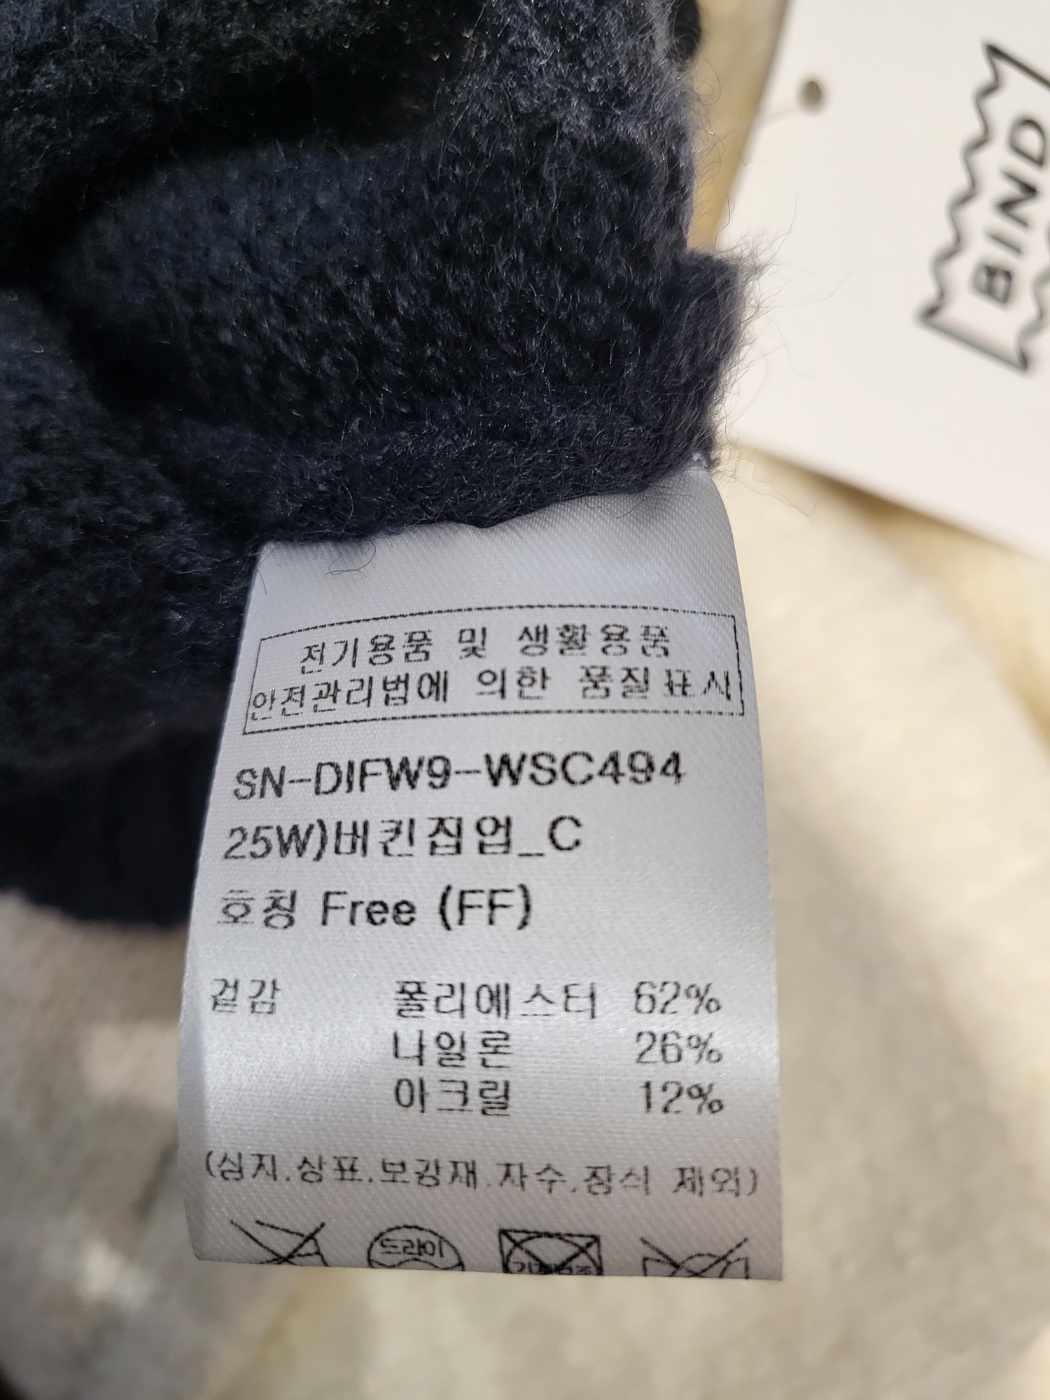 BIND
전기용품 및 생활용품
안전관리법에 의한 품질표시
SN-DIFW9-WSC494
25W)버킨집업_C
호칭 Free (FF)
겉감 폴리에스터 62%
나일론 26%
아크릴 12%
(심지.상표.보강재.자수.장식 제외)
드라이